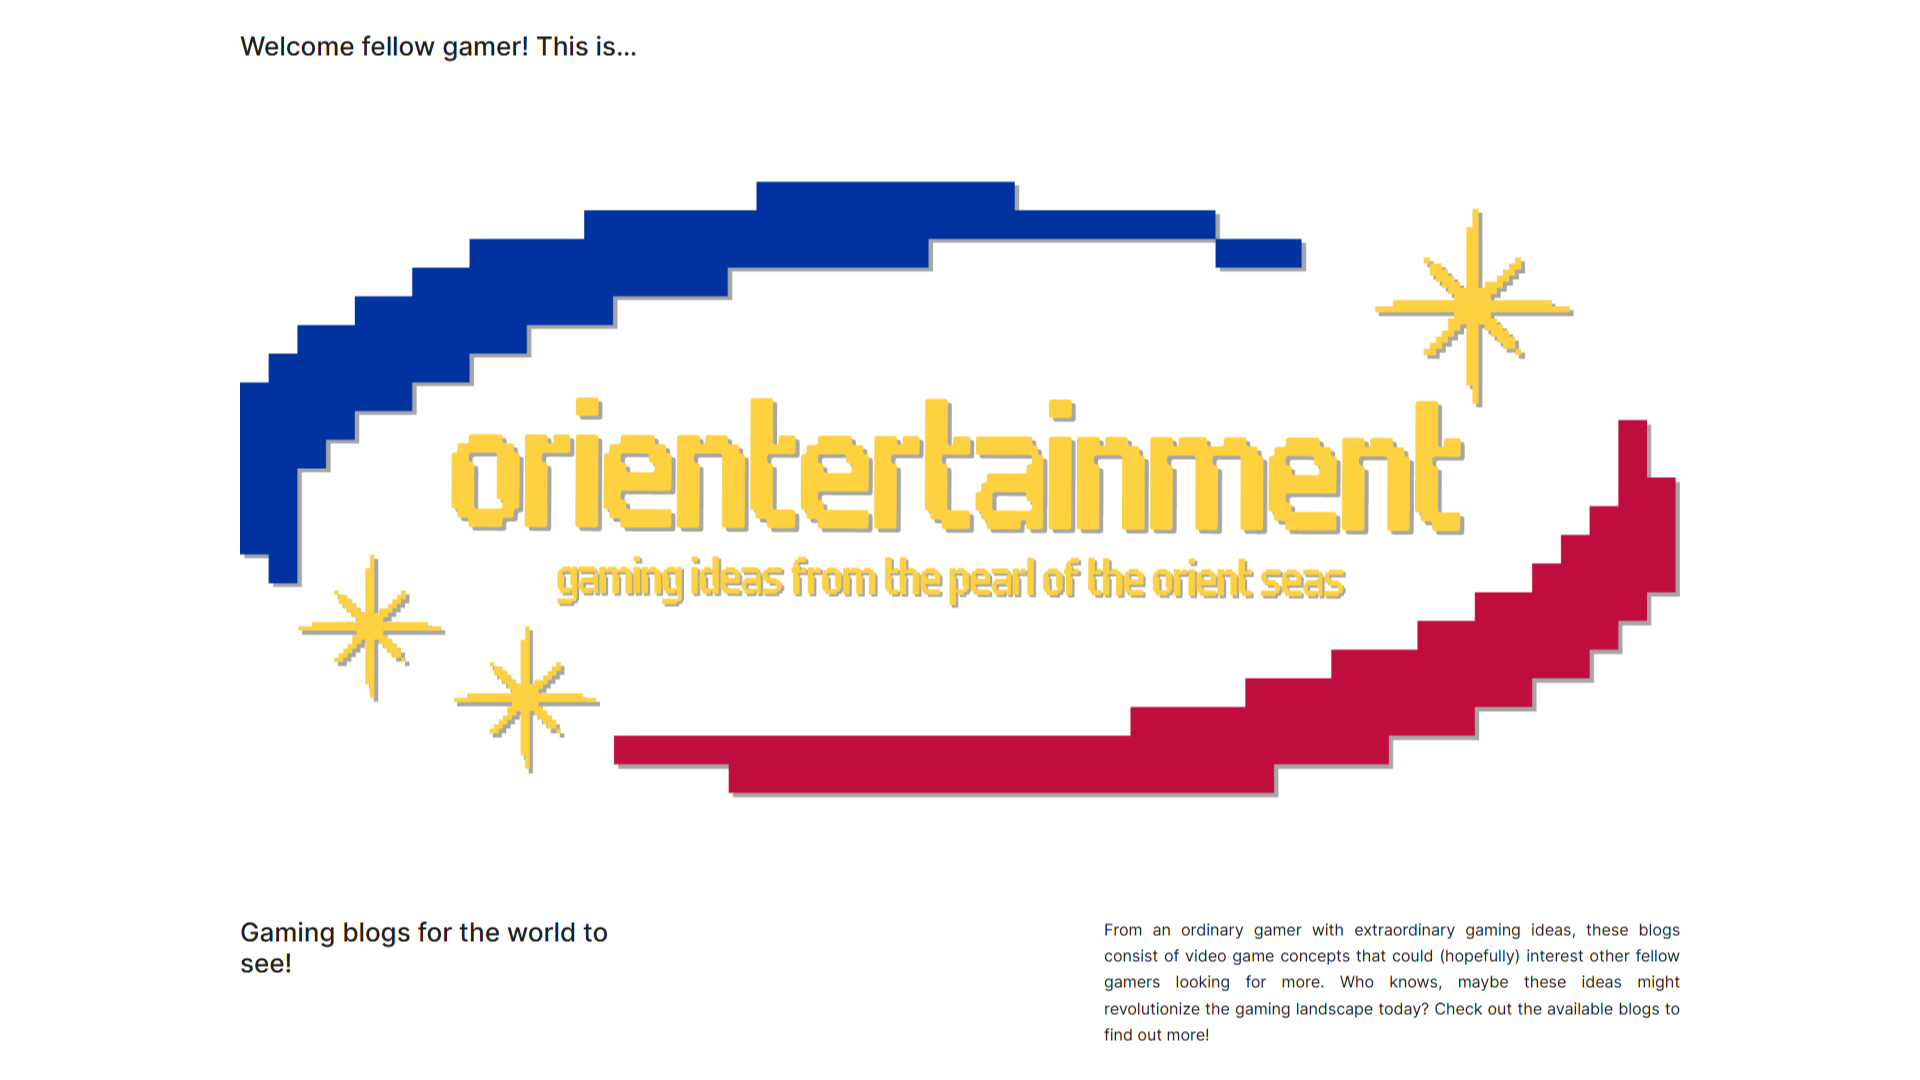 Welcome fellow gamer! This is...
orientertainment
gaming ideas from the pearl of the orient seas
Gaming blogs for the world to
see!
From an ordinary gamer with extraordinary gaming ideas, these blogs
consist of video game concepts that could (hopefully) interest other fellow
gamers looking for more. Who knows, maybe these ideas might
revolutionize the gaming landscape today? Check out the available blogs to
find out more!